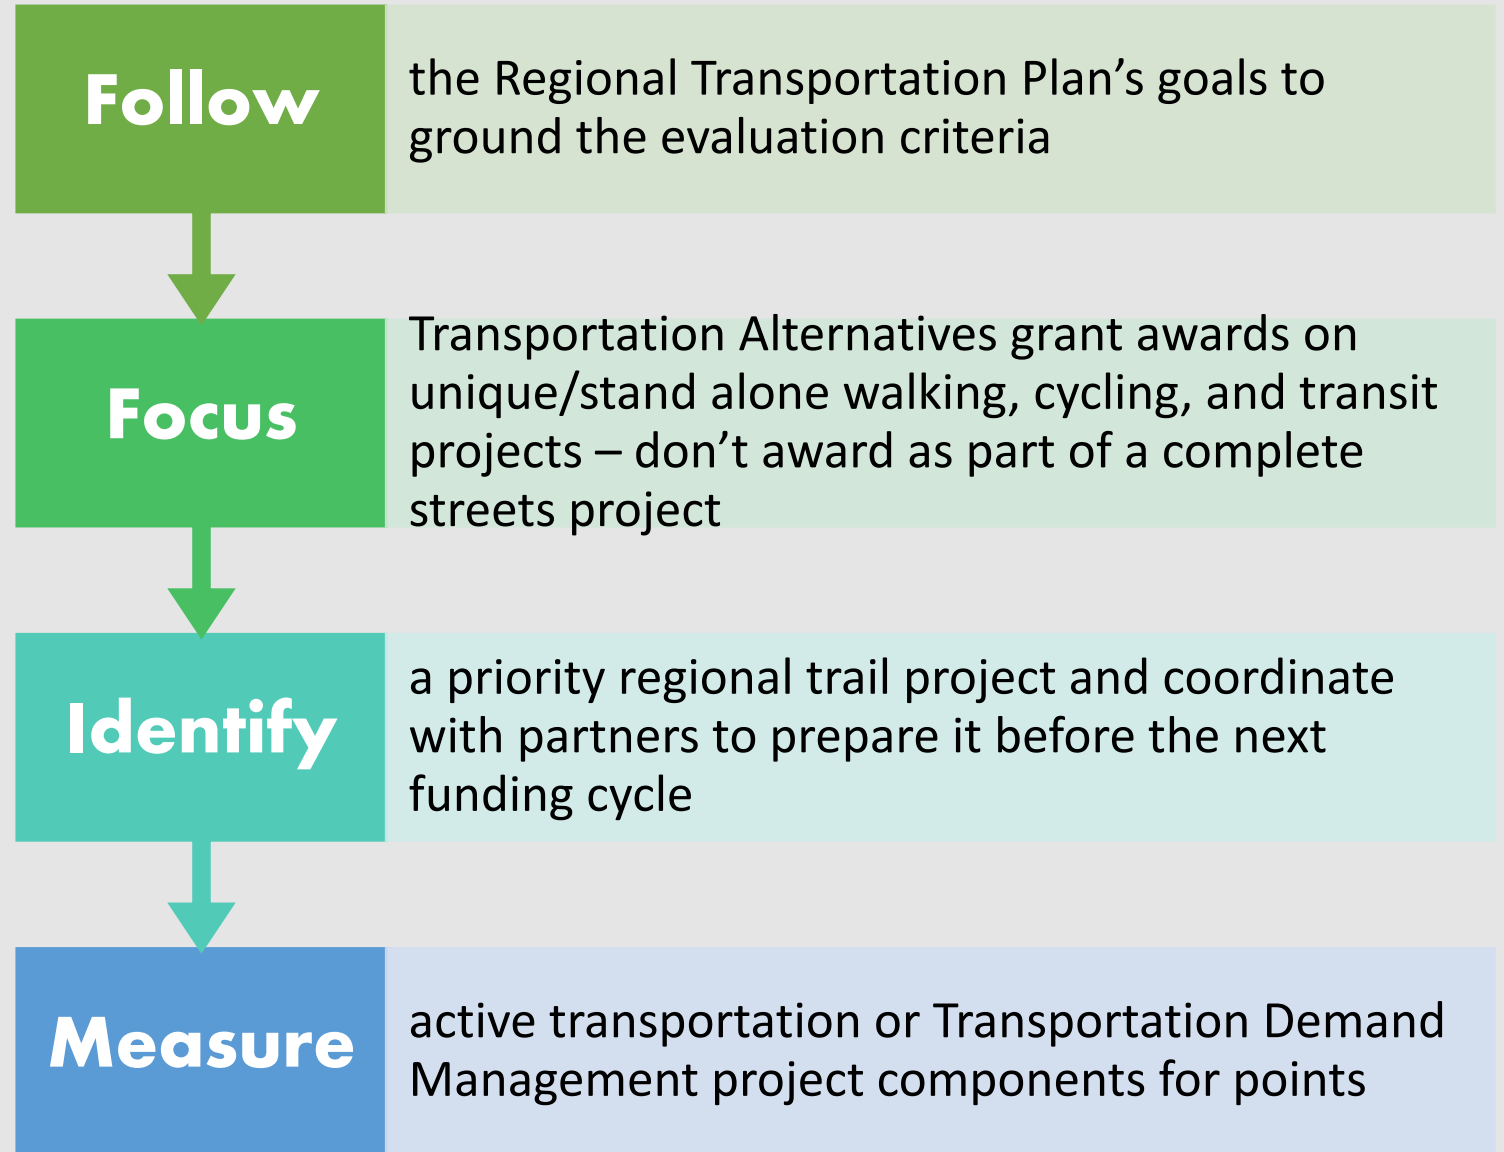 Follow
the Regional Transportation Plan’s goals to
ground the evaluation criteria
Focus
Transportation Alternatives grant awards on
unique/stand alone walking, cycling, and transit
projects – don’t award as part of a complete
streets project
Identify
a priority regional trail project and coordinate
with partners to prepare it before the next
funding cycle
Measure
active transportation or Transportation Demand
Management project components for points